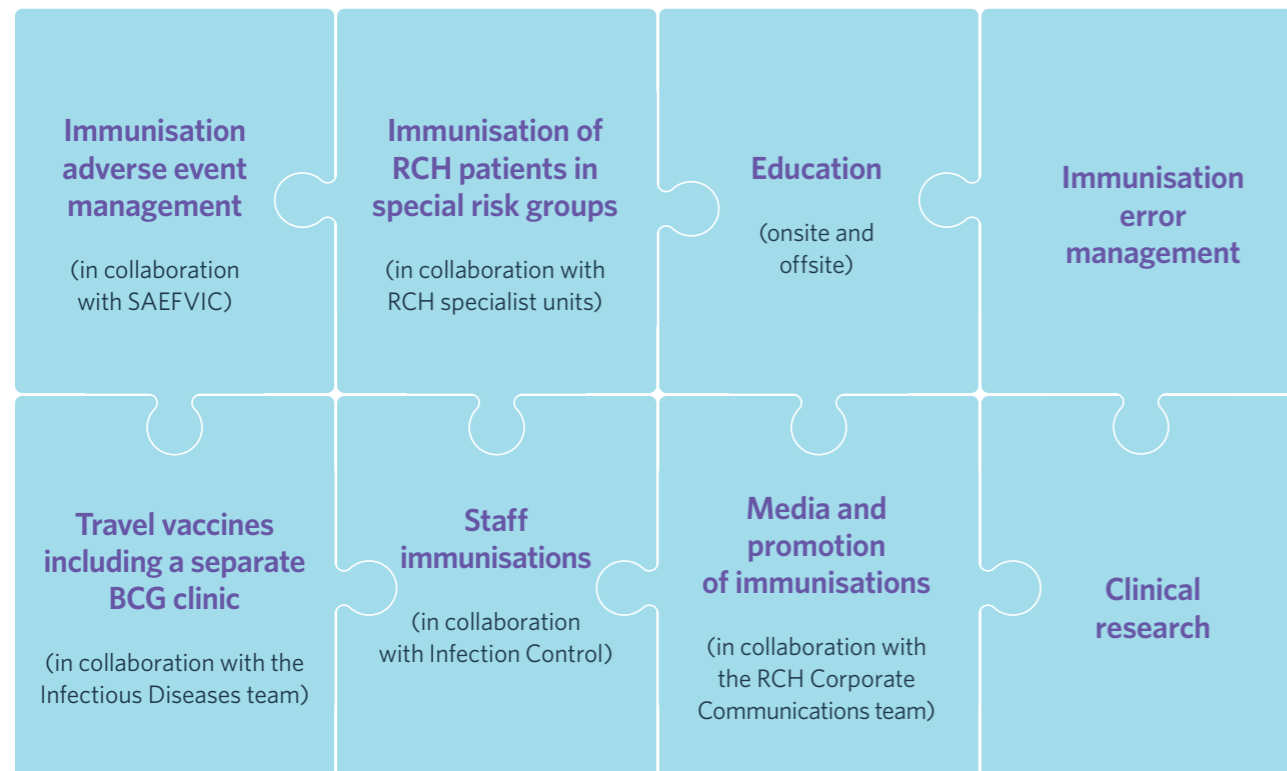 Immunisation
adverse event
management
(in collaboration
with SAEFVIC)
Immunisation of
RCH patients in
special risk groups
(in collaboration with
RCH specialist units)
Education
(onsite and
offsite)
Immunisation
error
management
Travel vaccines
including a separate
BCG clinic
(in collaboration with the
Infectious Diseases team)
Staff
immunisations
(in collaboration
with Infection Control)
Media and
promotion
of immunisations
(in collaboration with
the RCH Corporate
Communications team)
Clinical
research